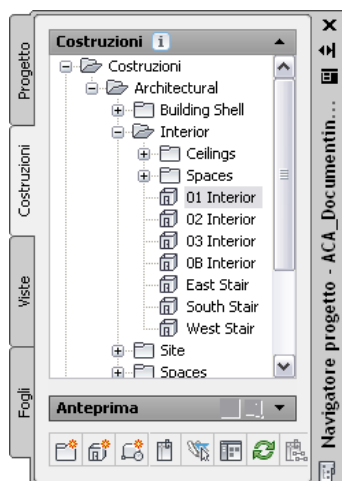 Costruzioni
Costruzioni
Architectural
Building Shell
Interior
Ceilings
Spaces
01 Interior
02 Interior
03 Interior
0B Interior
East Stair
South Stair
West Stair
Site
Spaces
Anteprima
Progetto
Costruzioni
Viste
Fogli
Navigatore progetto - ACA_Documentin...